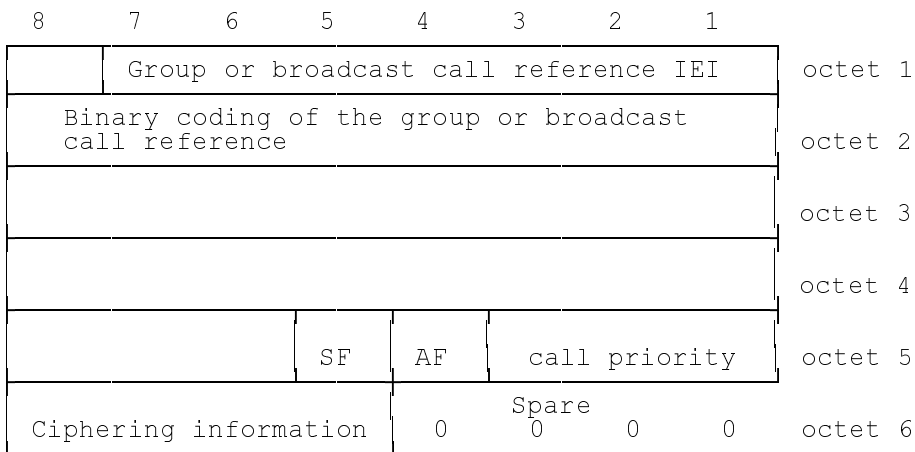 8 7 6 5 4 3 2 1
Group or broadcast call reference IEI octet 1
Binary coding of the group or broadcast
call reference octet 2
octet 3
octet 4
SF AF call priority octet 5
Spare
Ciphering information 0 0 0 0 octet 6